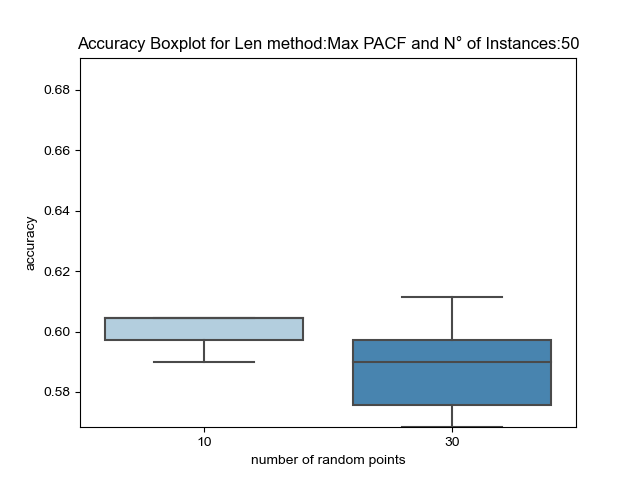 Accuracy Boxplot for Len method:Max PACF and N° of Instances:50
0.68
0.66
0.64
0.62
0.60
0.58
accuracy
10
30
number of random points